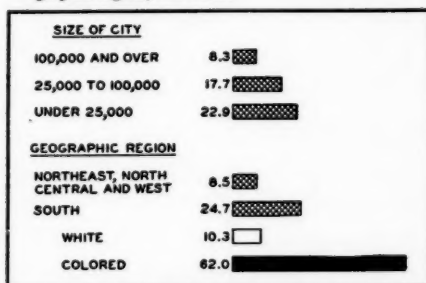 SIZE OF CITY
100,000 AND OVER 8.3
25,000 TO 100,000 17.7
UNDER 25,000 22.9
GEOGRAPHIC REGION
NORTHEAST, NORTH
CENTRAL AND WEST 8.5
SOUTH 24.7
WHITE 10.3
COLORED 62.0